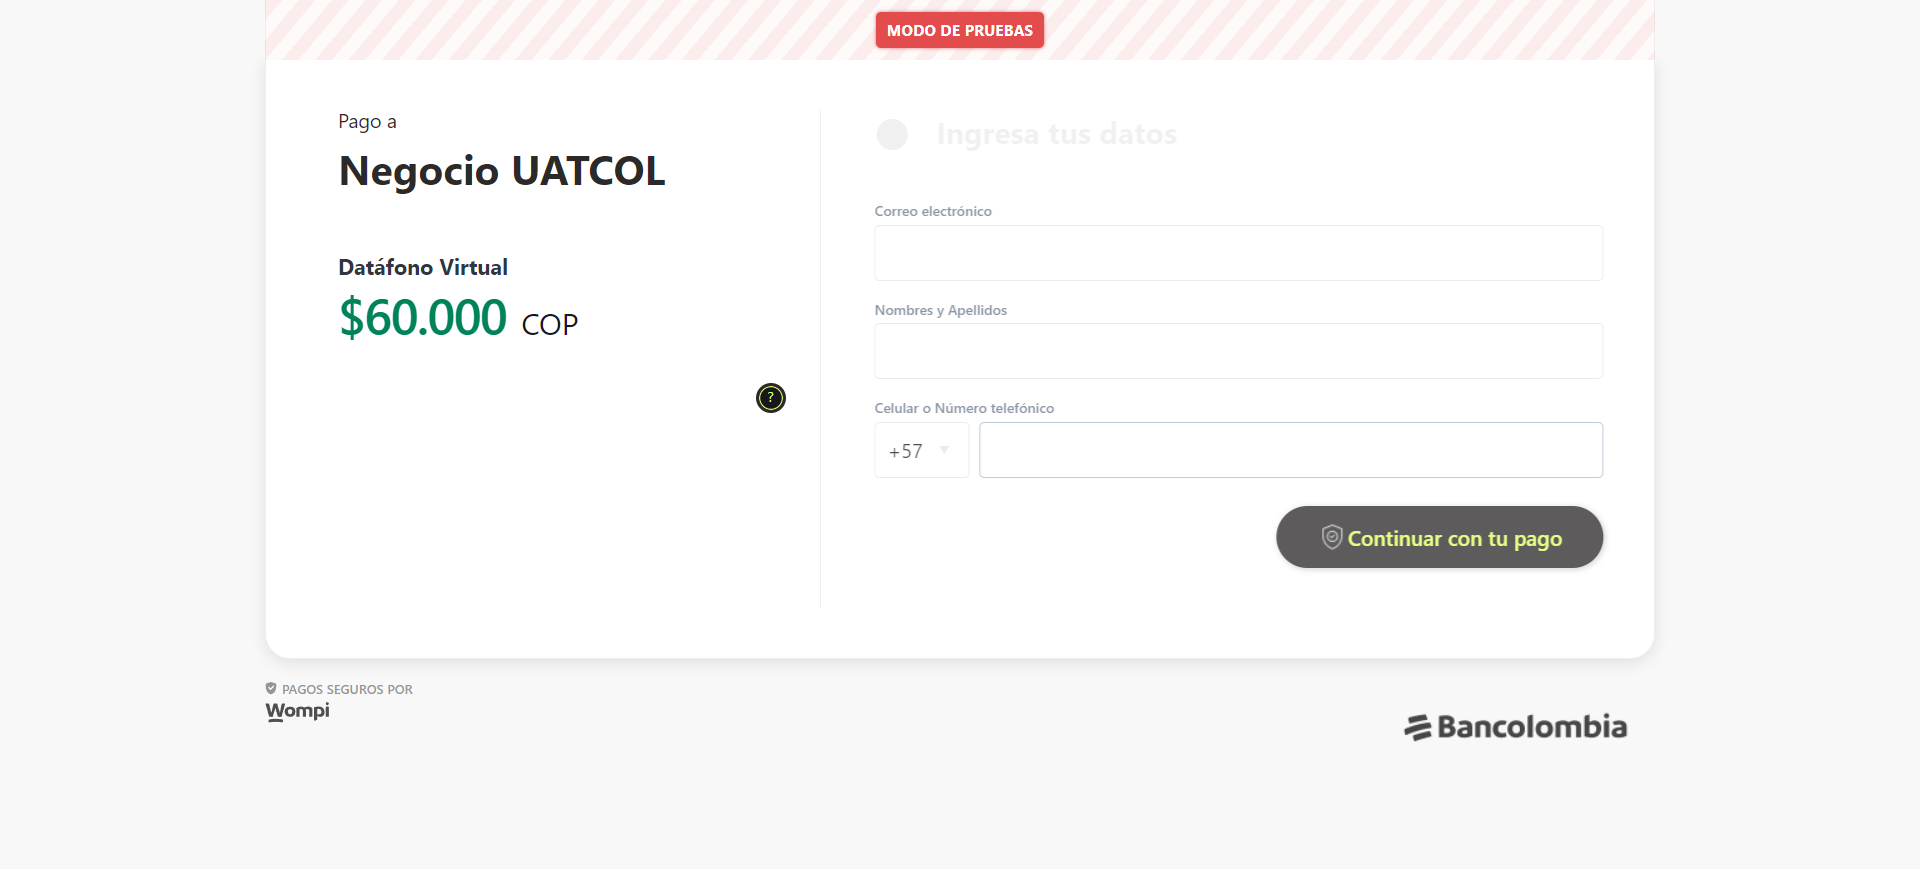 MODO DE PRUEBAS
Pago a
Negocio UATCOL
Datáfono Virtual
$60.000 COP
?
Ingresa tus datos
Correo electrónico
Nombres y Apellidos
Celular o Número telefónico
+57
Continuar con tu pago
PAGOS SEGUROS POR
Wompi
Bancolombia